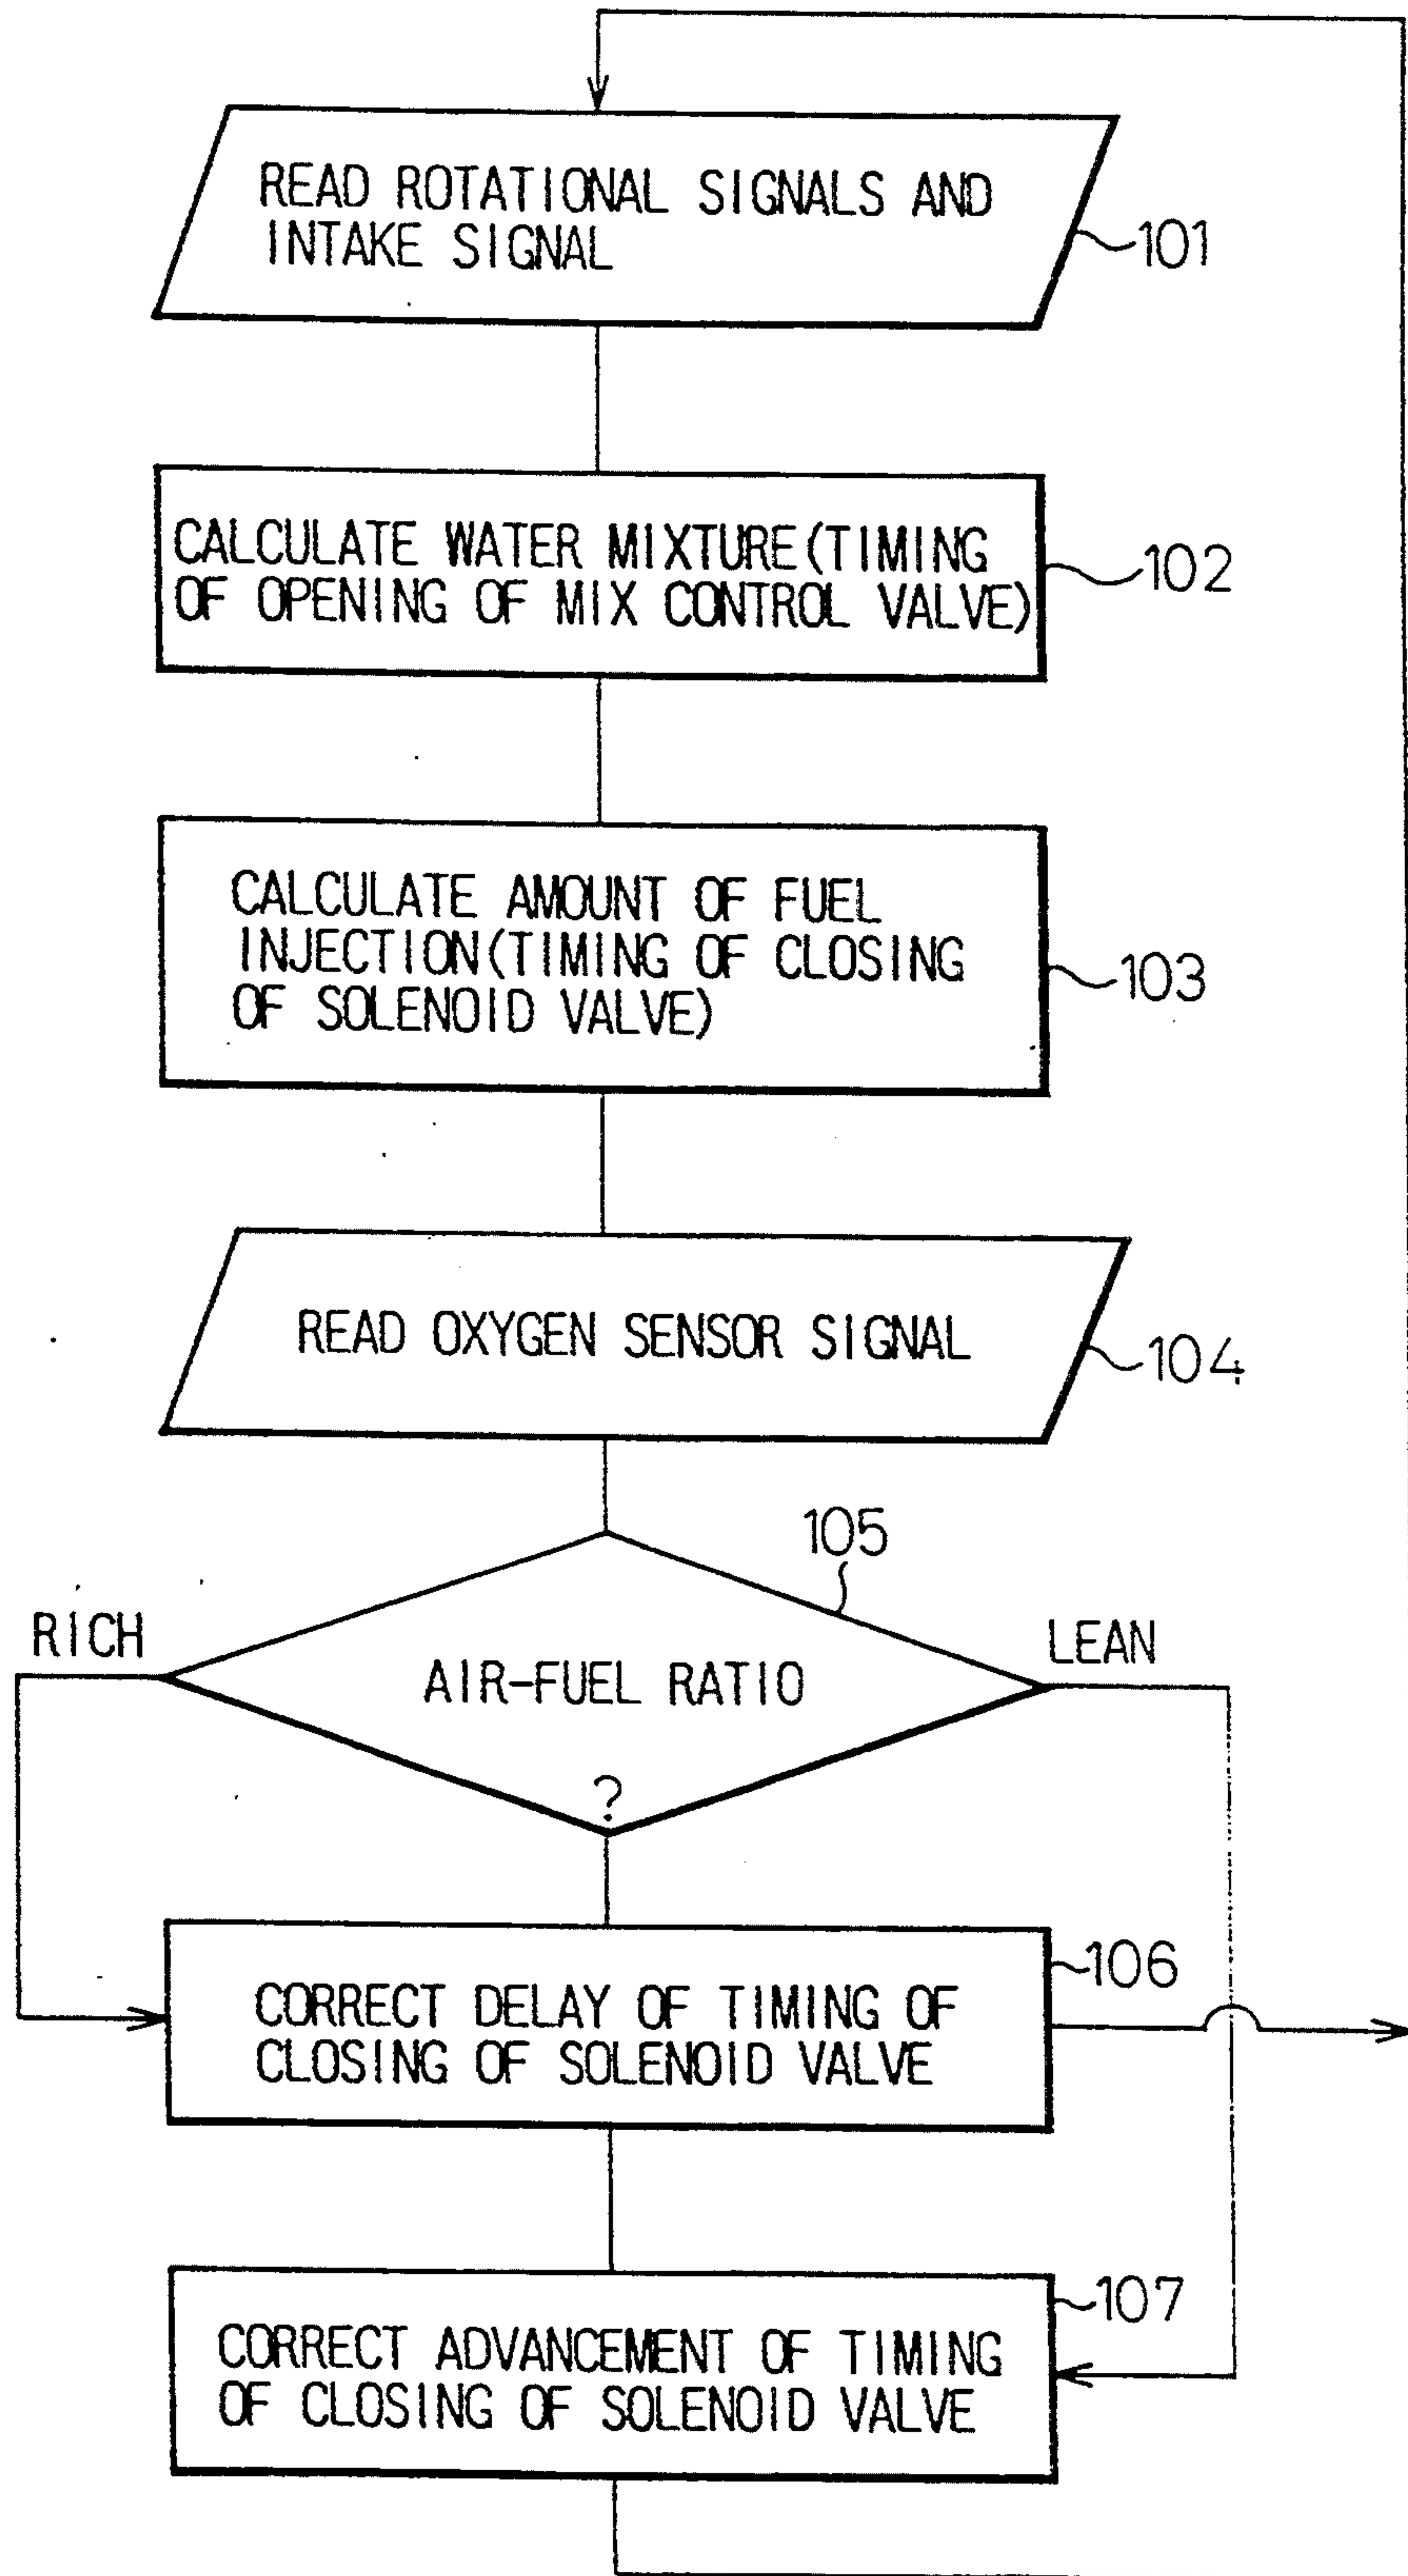 READ ROTATIONAL SIGNALS AND
INTAKE SIGNAL
101
CALCULATE WATER MIXTURE(TIMING
OF OPENING OF MIX CONTROL VALVE)
102
CALCULATE AMOUNT OF FUEL
INJECTION(TIMING OF CLOSING
OF SOLENOID VALVE)
103
READ OXYGEN SENSOR SIGNAL
104
105
RICH
LEAN
AIR-FUEL RATIO
?
106
CORRECT DELAY OF TIMING OF
CLOSING OF SOLENOID VALVE
107
CORRECT ADVANCEMENT OF TIMING
OF CLOSING OF SOLENOID VALVE